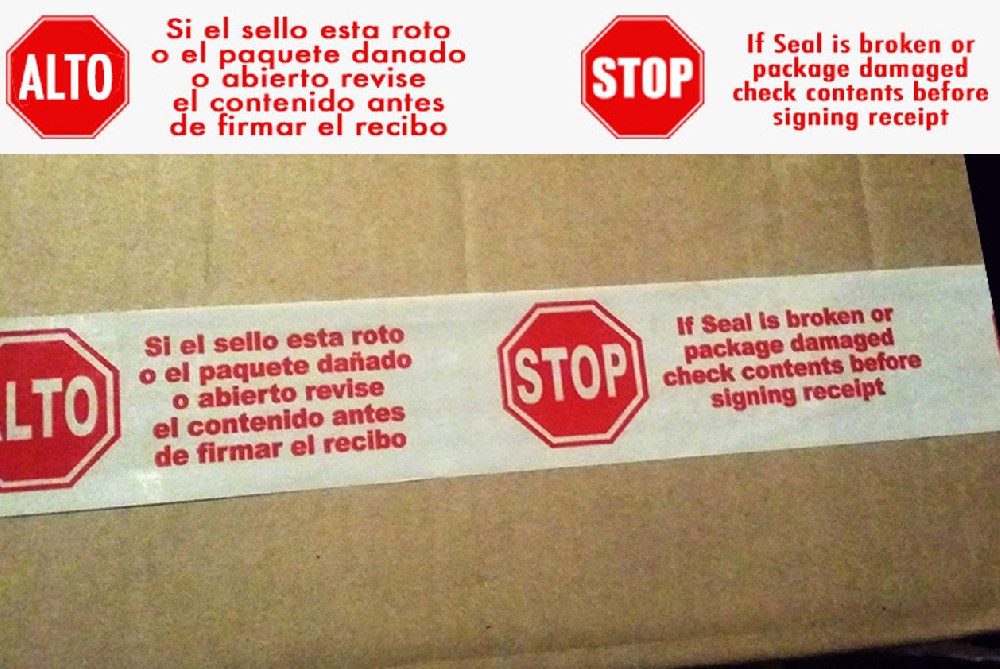 ALTO
Si el sello esta roto
o el paquete danado
o abierto revise
el contenido antes
de firmar el recibo
STOP
If Seal is broken or
package damaged
check contents before
signing receipt
ALTO
Si el sello esta roto
o el paquete dañado
o abierto revise
el contenido antes
de firmar el recibo
STOP
If Seal is broken or
package damaged
check contents before
signing receipt